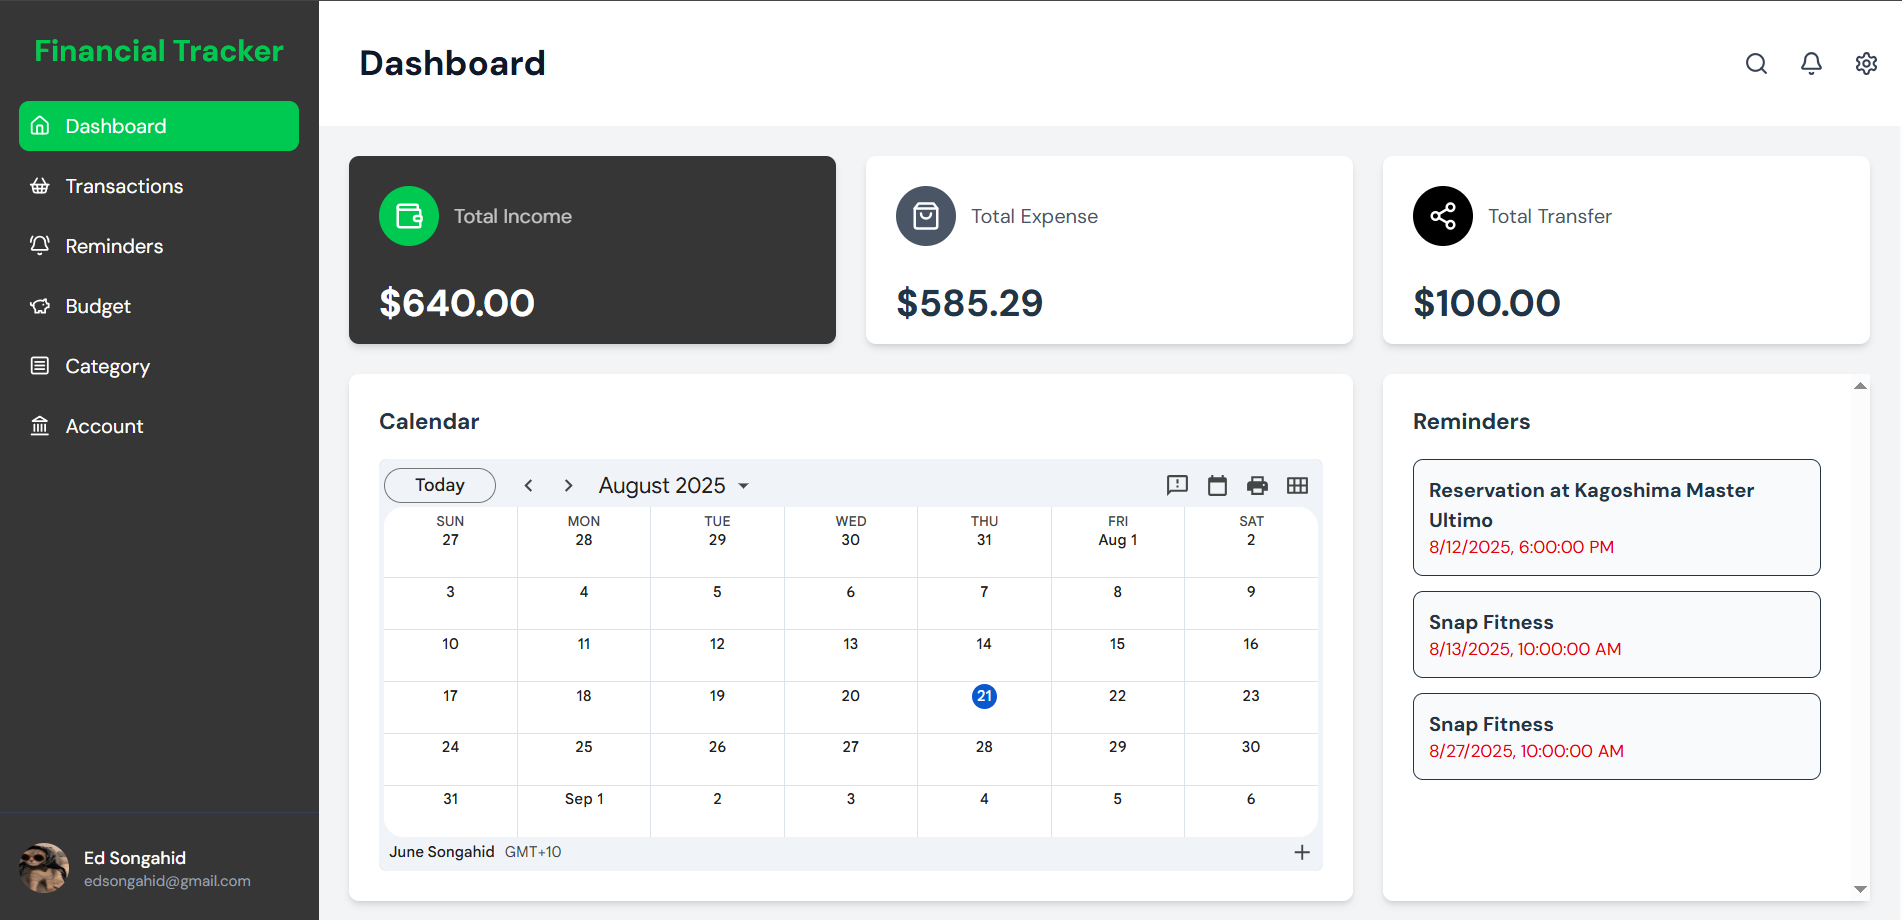 Financial Tracker
Dashboard
Transactions
Reminders
Budget
Category
Account
Ed Songahid
edsongahid@gmail.com
Dashboard
Total Income
$640.00
Total Expense
$585.29
Total Transfer
$100.00
Calendar
Today
August 2025
SUN MON TUE WED THU FRI SAT
27 28 29 30 31 Aug 1 2
3 4 5 6 7 8 9
10 11 12 13 14 15 16
17 18 19 20 21 22 23
24 25 26 27 28 29 30
31 Sep 1 2 3 4 5 6
June Songahid GMT+10
Reminders
Reservation at Kagoshima Master
Ultimo
8/12/2025, 6:00:00 PM
Snap Fitness
8/13/2025, 10:00:00 AM
Snap Fitness
8/27/2025, 10:00:00 AM